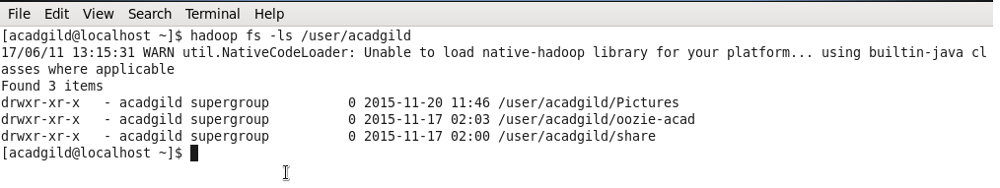 File Edit View Search Terminal Help
[acadgild@localhost ~]$ hadoop fs -ls /user/acadgild
17/06/11 13:15:31 WARN util.NativeCodeLoader: Unable to load native-hadoop library for your platform... using builtin-java cl
asses where applicable
Found 3 items
drwxr-xr-x   - acadgild supergroup          0 2015-11-20 11:46 /user/acadgild/Pictures
drwxr-xr-x   - acadgild supergroup          0 2015-11-17 02:03 /user/acadgild/oozie-acad
drwxr-xr-x   - acadgild supergroup          0 2015-11-17 02:00 /user/acadgild/share
[acadgild@localhost ~]$